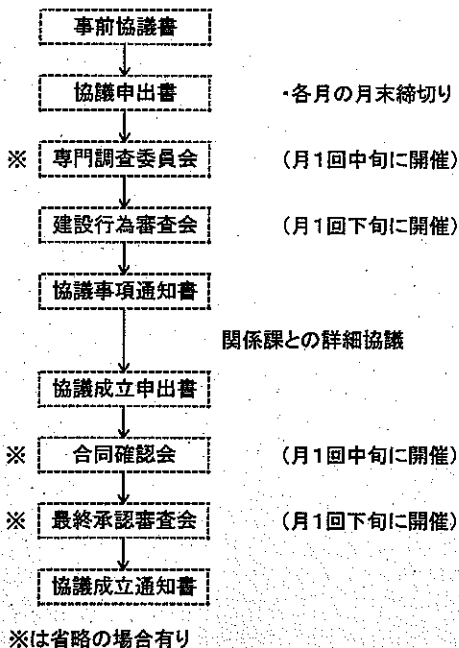 事前協議書
協議申出書 ・各月の月末締切り
※ 専門調査委員会 (月1回中旬に開催)
建設行為審査会 (月1回下旬に開催)
協議事項通知書
関係課との詳細協議
協議成立申出書
※ 合同確認会 (月1回中旬に開催)
※ 最終承認審査会 (月1回下旬に開催)
協議成立通知書
※は省略の場合有り